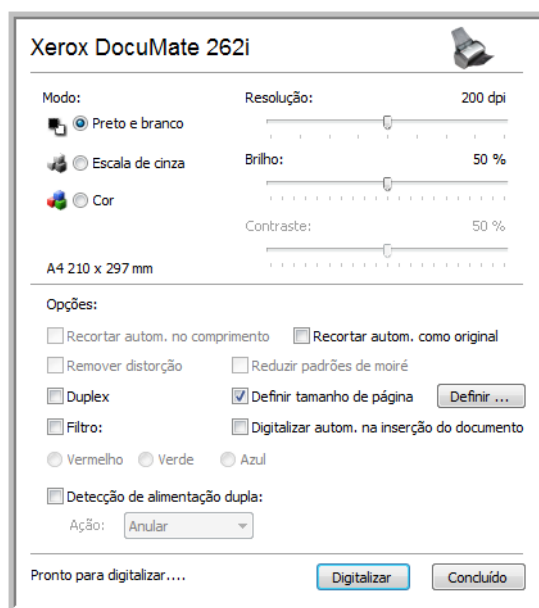 Xerox DocuMate 262i
Modo:
Resolução: 200 dpi
Preto e branco
Escala de cinza
Brilho: 50 %
Cor
Contraste: 50 %
A4 210 x 297 mm
Opções:
Recortar autom. no comprimento Recortar autom. como original
Remover distorção Reduzir padrões de moiré
Duplex Definir tamanho de página Definir ...
Filtro: Digitalizar autom. na inserção do documento
Vermelho Verde Azul
Detecção de alimentação dupla:
Ação: Anular
Pronto para digitalizar.... Digitalizar Concluído